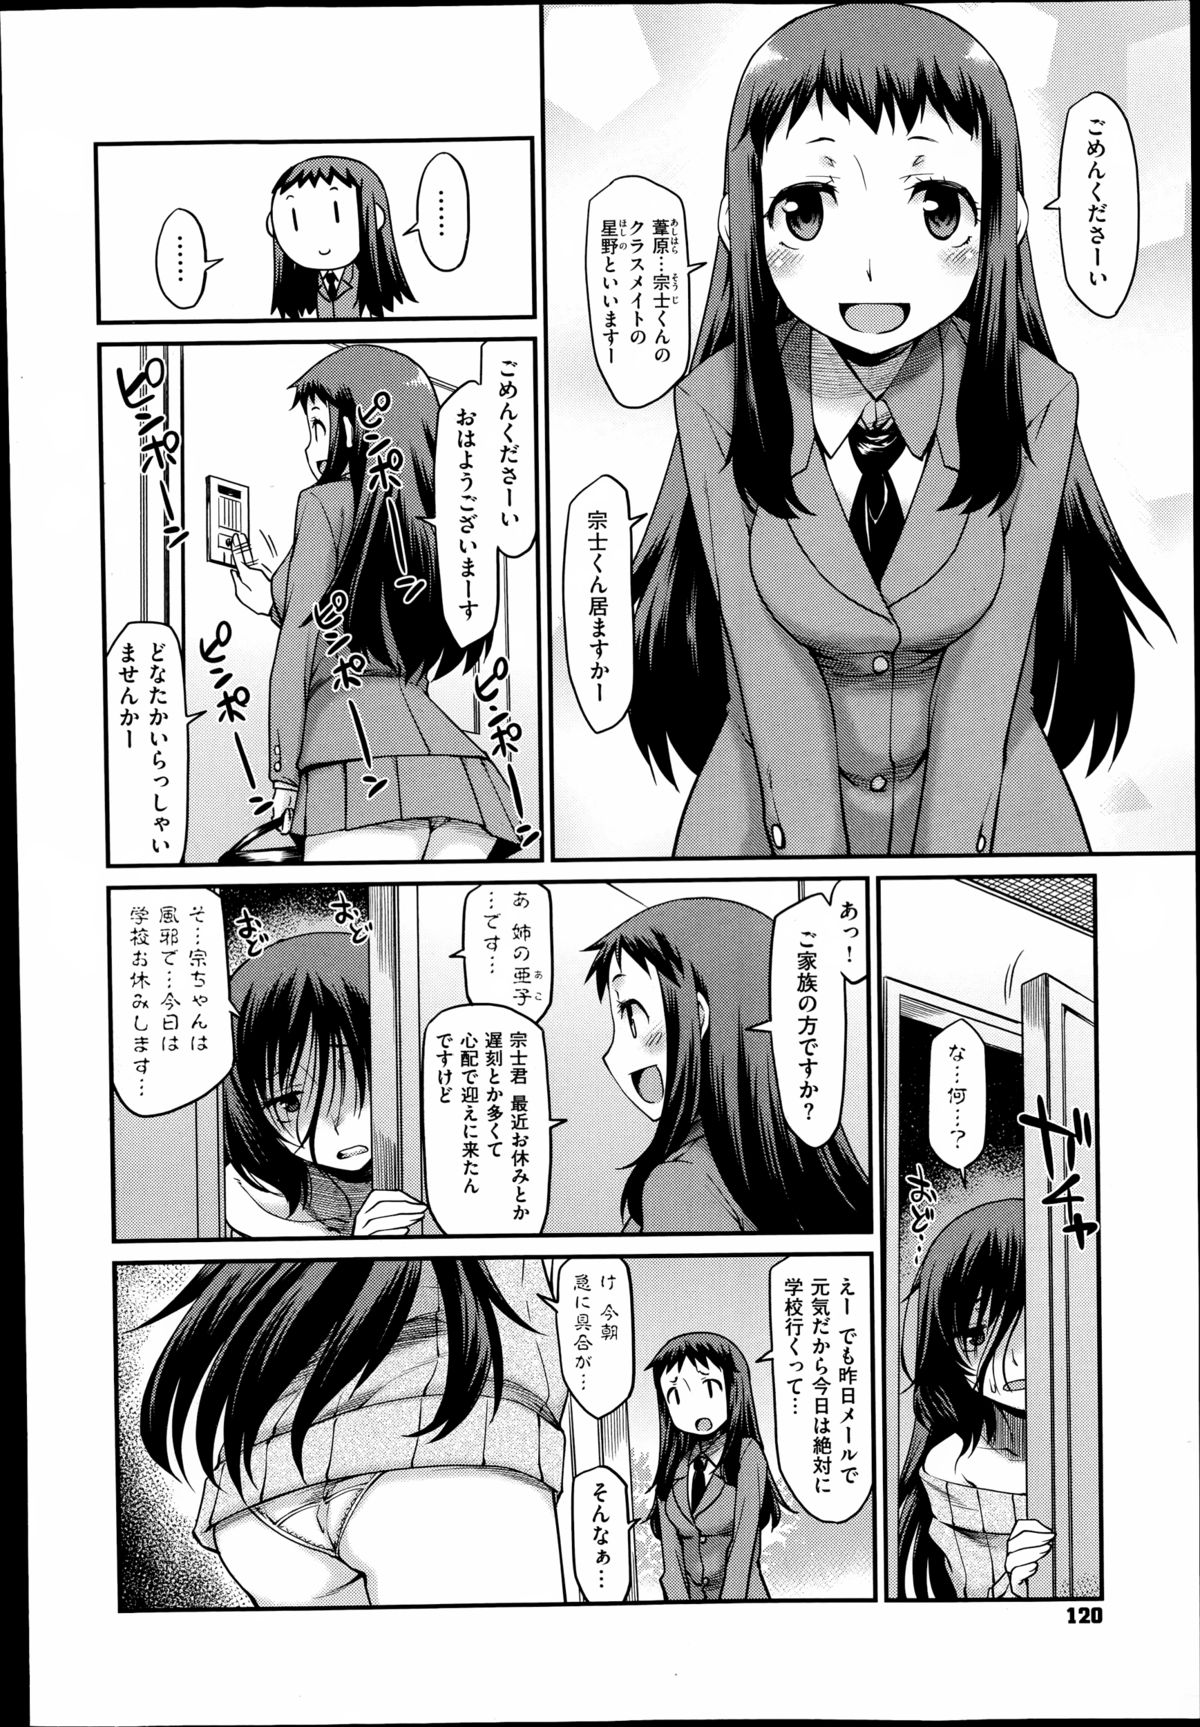 ごめんくださーい
葦原…宗士くんの
クラスメイトの
星野といいますー
あしはら
そうじ
ほしの
宗士くん居ますかー
……
……
ごめんくださーい
おはようございまーす
ピンポーン
ピンポーン
ピンポーン
ピンポーン
どなたかいらっしゃい
ませんかー
ガチャ
な…何…?
おど…
あっ!
ご家族の方ですか?
あ 姉の亜子
…です…
あこ
宗士君 最近お休みとか
遅刻とか多くて
心配で迎えに来たん
ですけど
おど
おど
そ…宗ちゃんは
風邪で…今日は
学校お休みします…
えー でも昨日メールで
元気だから今日は絶対に
学校行くって…
け 今朝
急に具合が…
そんなぁ…
120